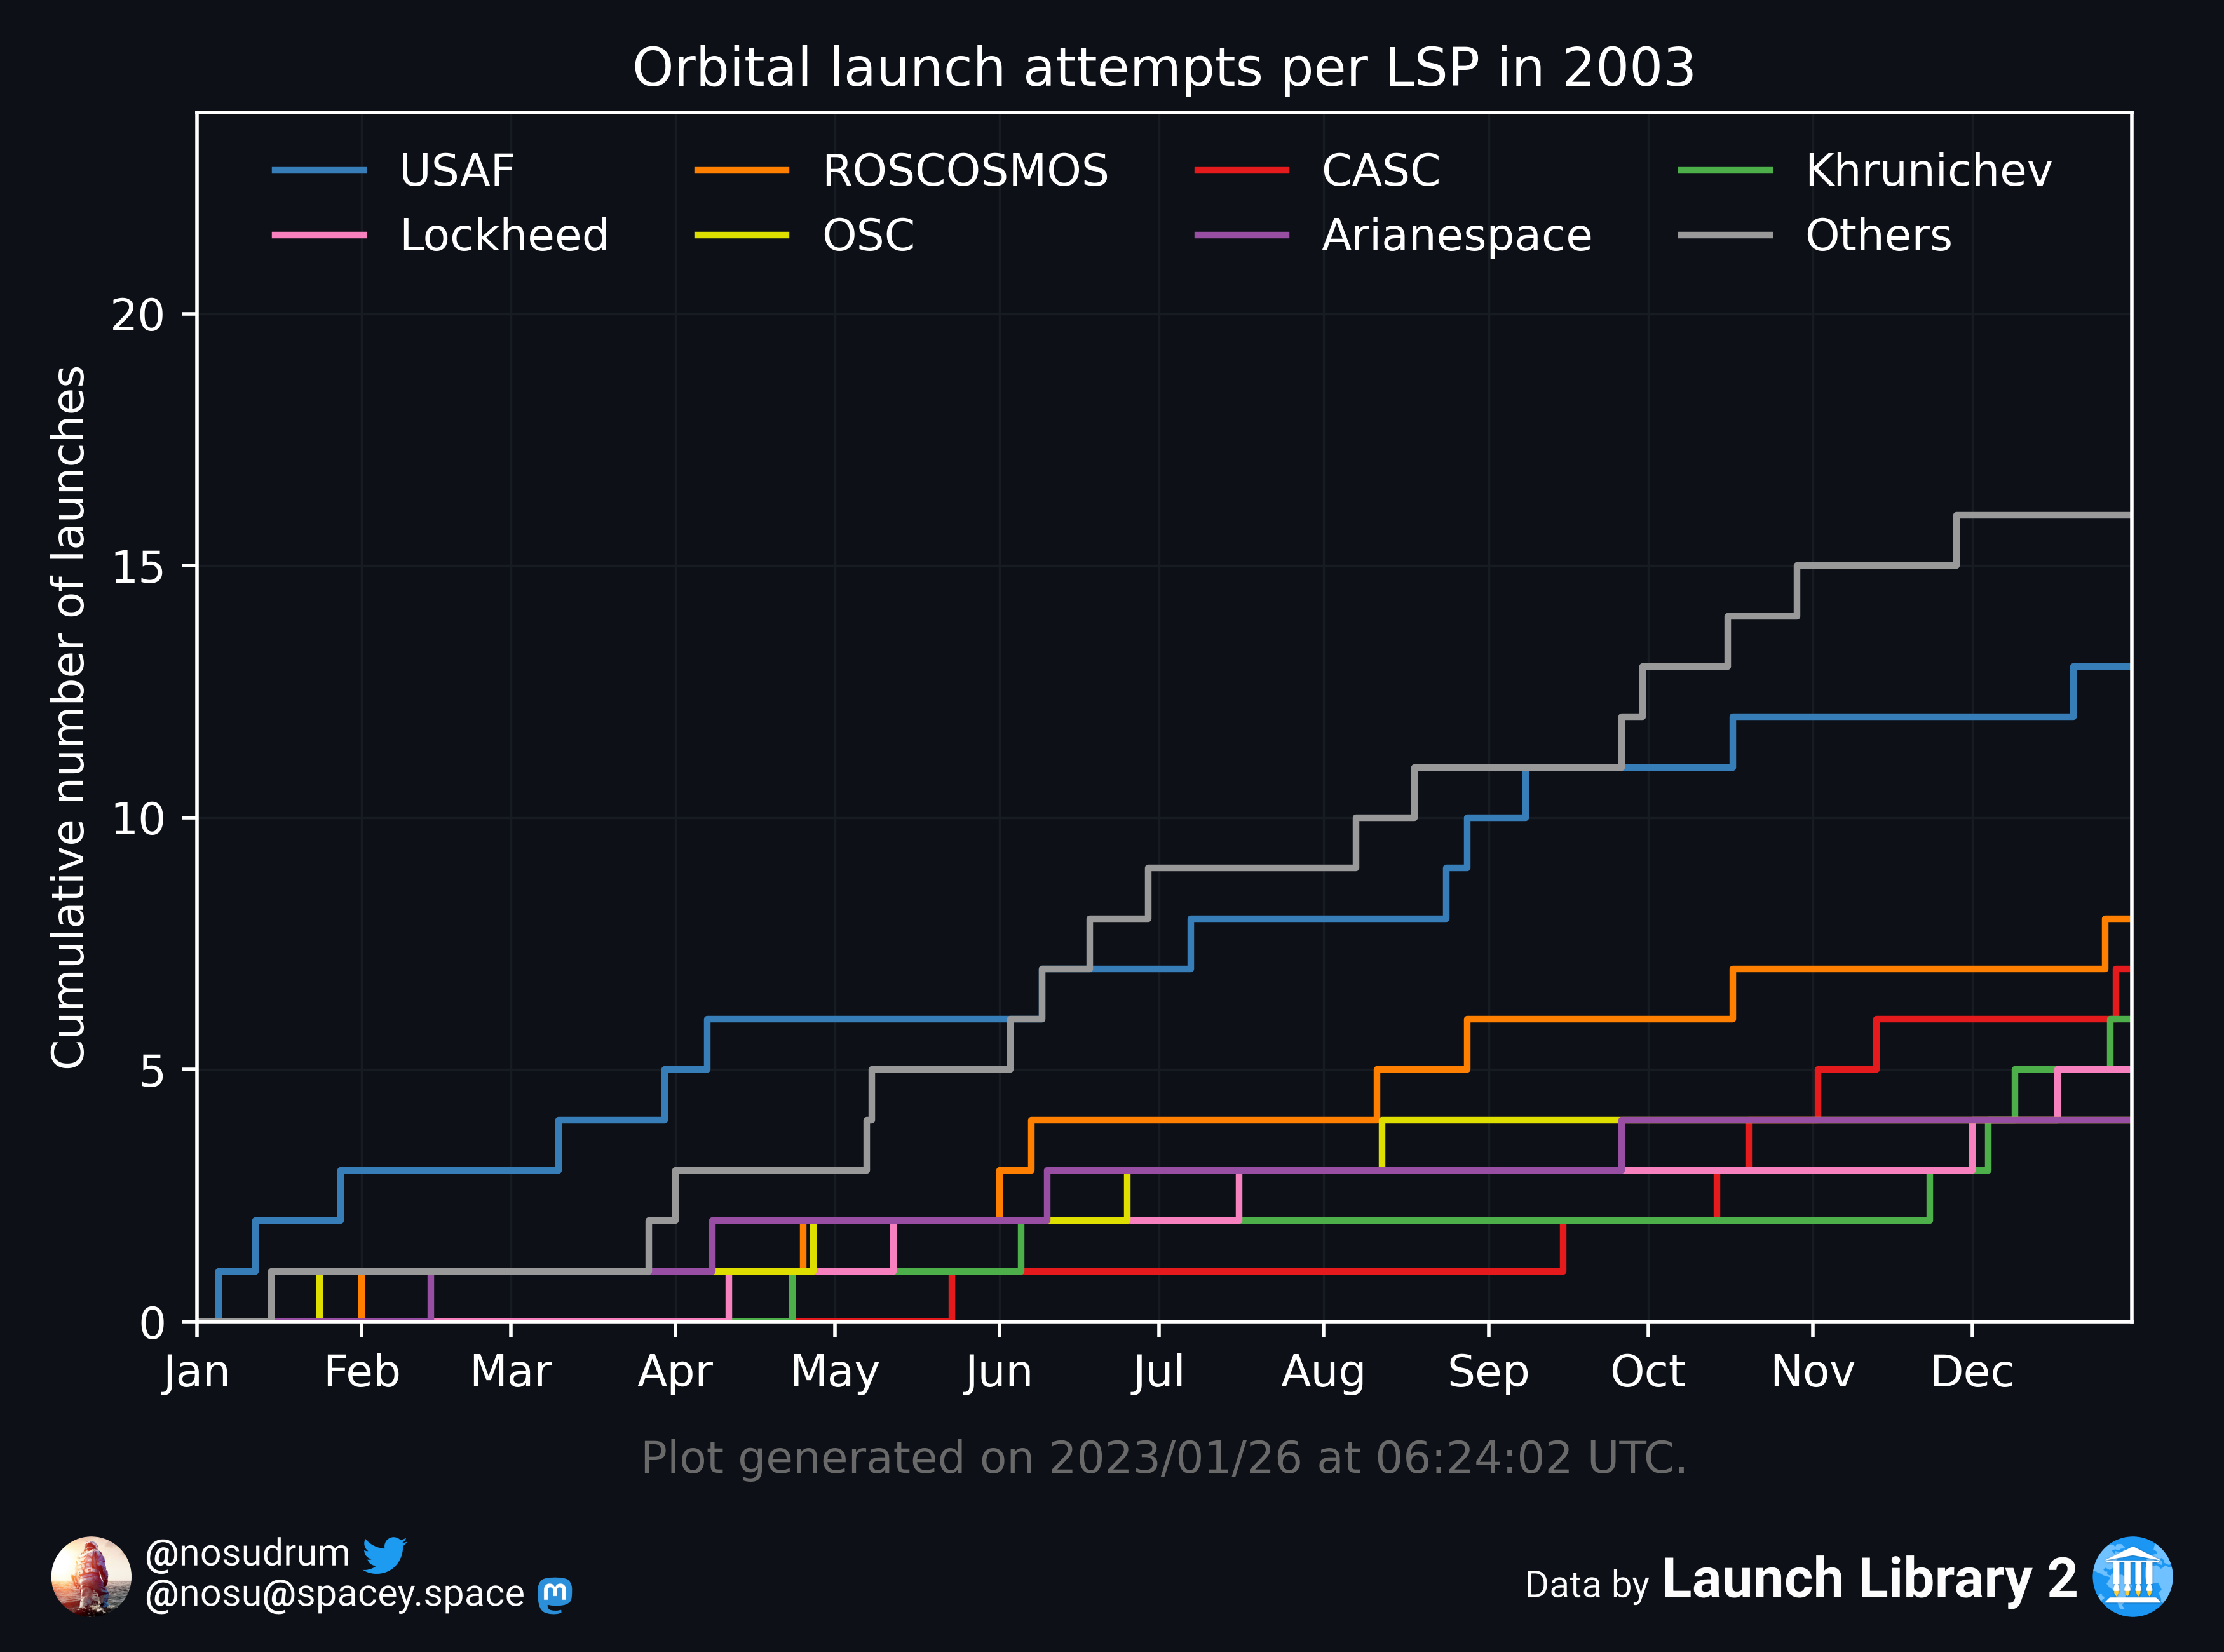 Orbital launch attempts per LSP in 2003
USAF ROSCOSMOS CASC Khrunichev
Lockheed OSC Arianespace Others
Cumulative number of launches
20
15
10
5
0
Jan Feb Mar Apr May Jun Jul Aug Sep Oct Nov Dec
Plot generated on 2023/01/26 at 06:24:02 UTC.
@nosudrum
@nosu@spacey.space
Data by Launch Library 2